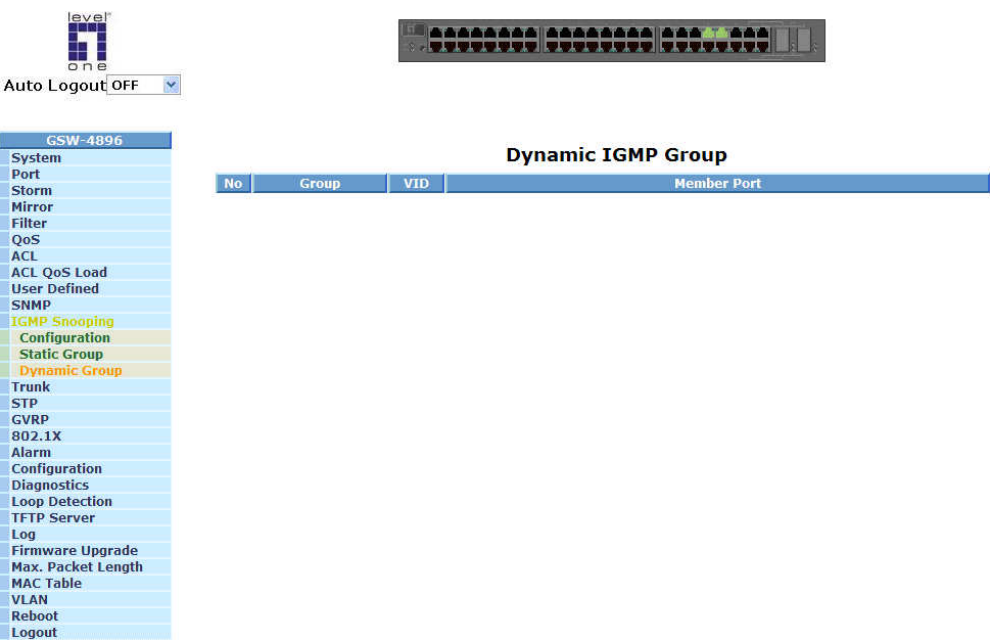 level
one
Auto Logout OFF
GSW-4896
System
Port
Storm
Mirror
Filter
QoS
ACL
ACL QoS Load
User Defined
SNMP
IGMP Snooping
Configuration
Static Group
Dynamic Group
Trunk
STP
GVRP
802.1X
Alarm
Configuration
Diagnostics
Loop Detection
TFTP Server
Log
Firmware Upgrade
Max. Packet Length
MAC Table
VLAN
Reboot
Logout
Dynamic IGMP Group
No Group VID Member Port